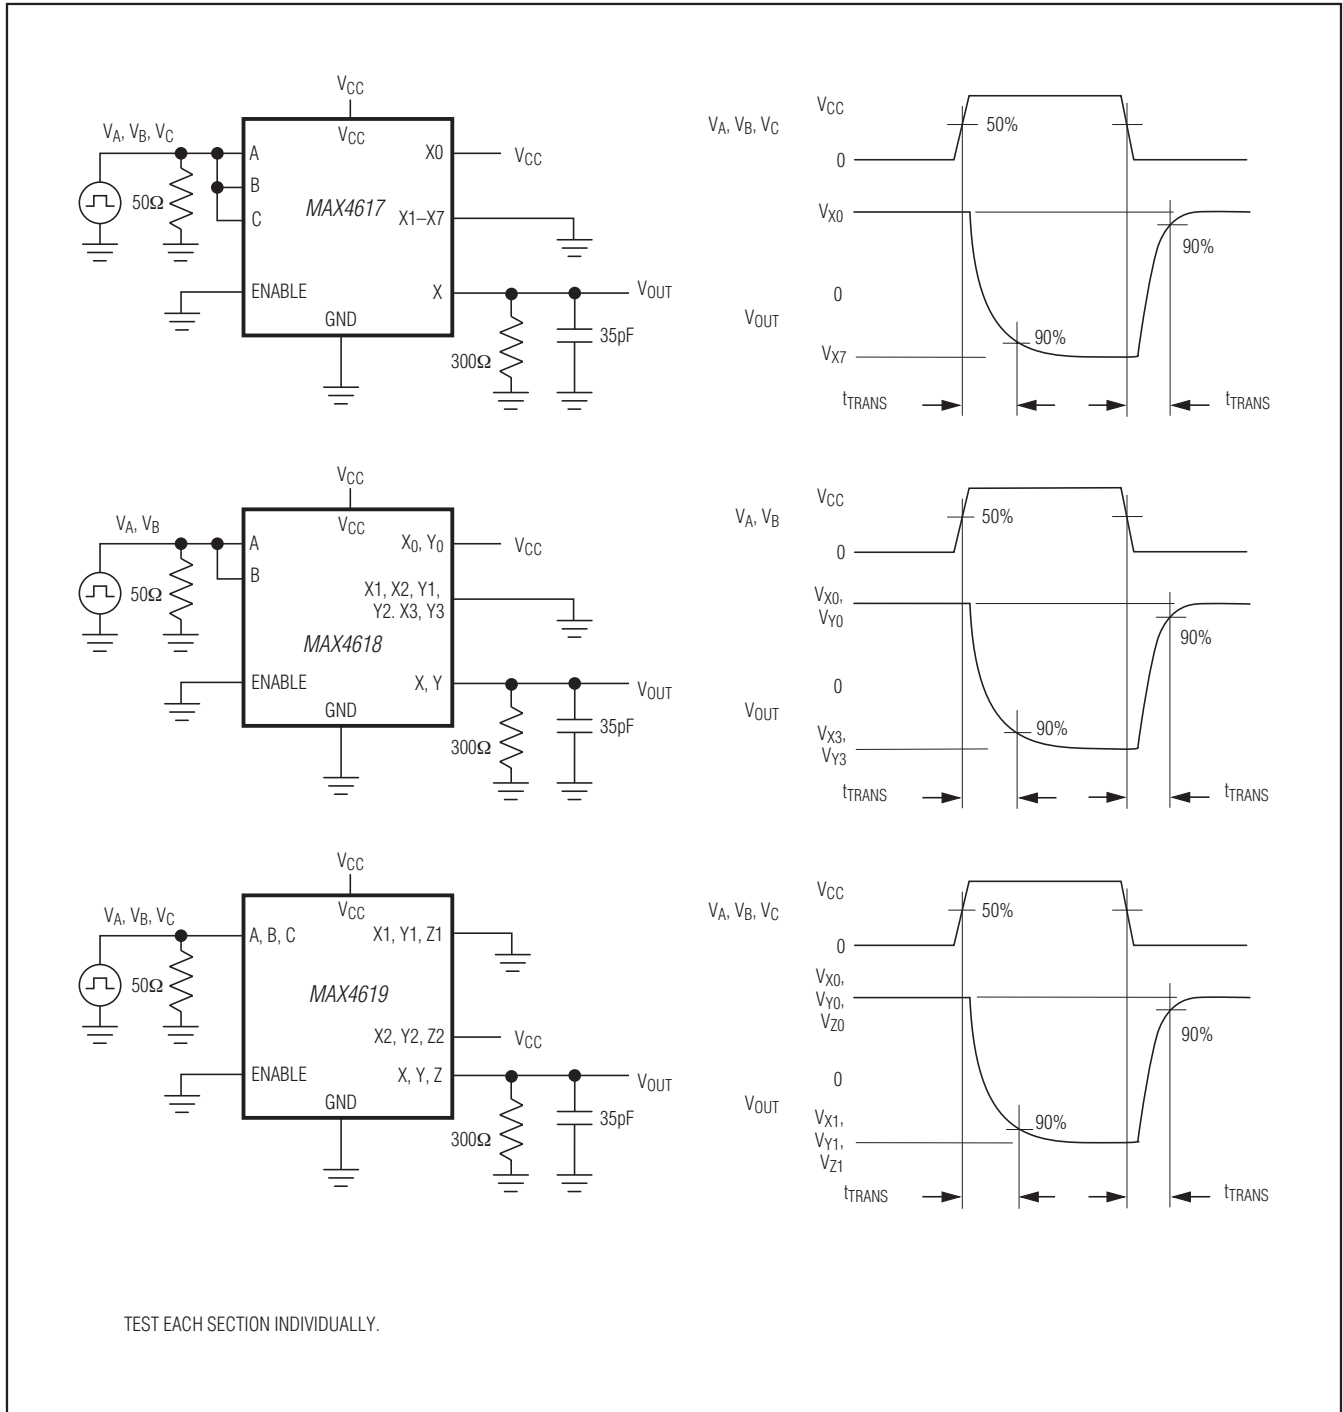 VCC
VA, VB, VC
VCC
A
X0
VCC
B
50Ω
MAX4617
C
X1–X7
ENABLE
X
VOUT
GND
300Ω
35pF
VCC
VA, VB, VC
50%
0
VX0
90%
0
VOUT
90%
VX7
tTRANS
tTRANS
VCC
VA, VB
VCC
A
X0, Y0
VCC
B
50Ω
X1, X2, Y1,
Y2. X3, Y3
MAX4618
ENABLE
X, Y
VOUT
GND
300Ω
35pF
VCC
VA, VB
50%
0
VX0,
VY0
90%
0
VOUT
90%
VX3,
VY3
tTRANS
tTRANS
VCC
VA, VB, VC
VCC
A, B, C
X1, Y1, Z1
50Ω
MAX4619
X2, Y2, Z2
VCC
ENABLE
X, Y, Z
VOUT
GND
300Ω
35pF
VCC
VA, VB, VC
50%
0
VX0,
VY0,
VZ0
90%
0
VOUT
90%
VX1,
VY1,
VZ1
tTRANS
tTRANS
TEST EACH SECTION INDIVIDUALLY.